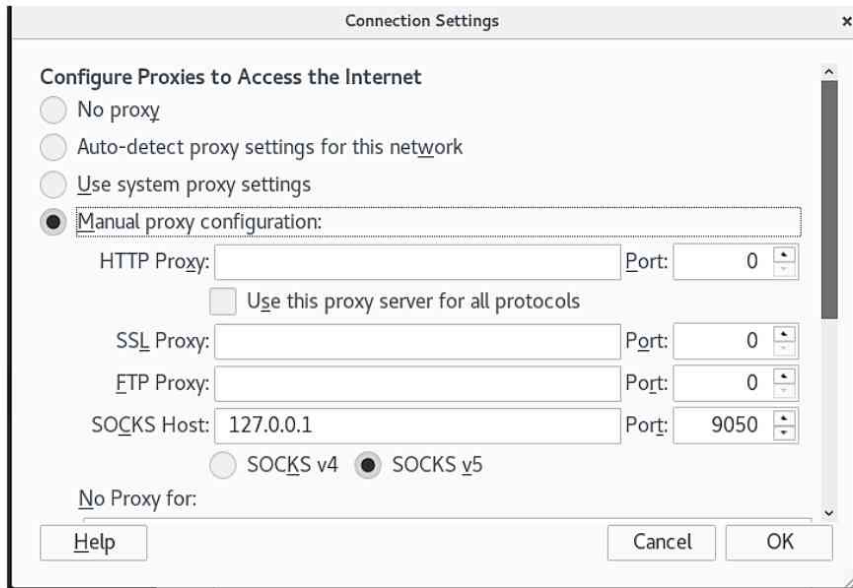 Connection Settings ×
Configure Proxies to Access the Internet
No proxy
Auto-detect proxy settings for this network
Use system proxy settings
Manual proxy configuration:
HTTP Proxy: Port: 0
Use this proxy server for all protocols
SSL Proxy: Port: 0
FTP Proxy: Port: 0
SOCKS Host: 127.0.0.1 Port: 9050
SOCKS v4 SOCKS v5
No Proxy for:
Help Cancel OK